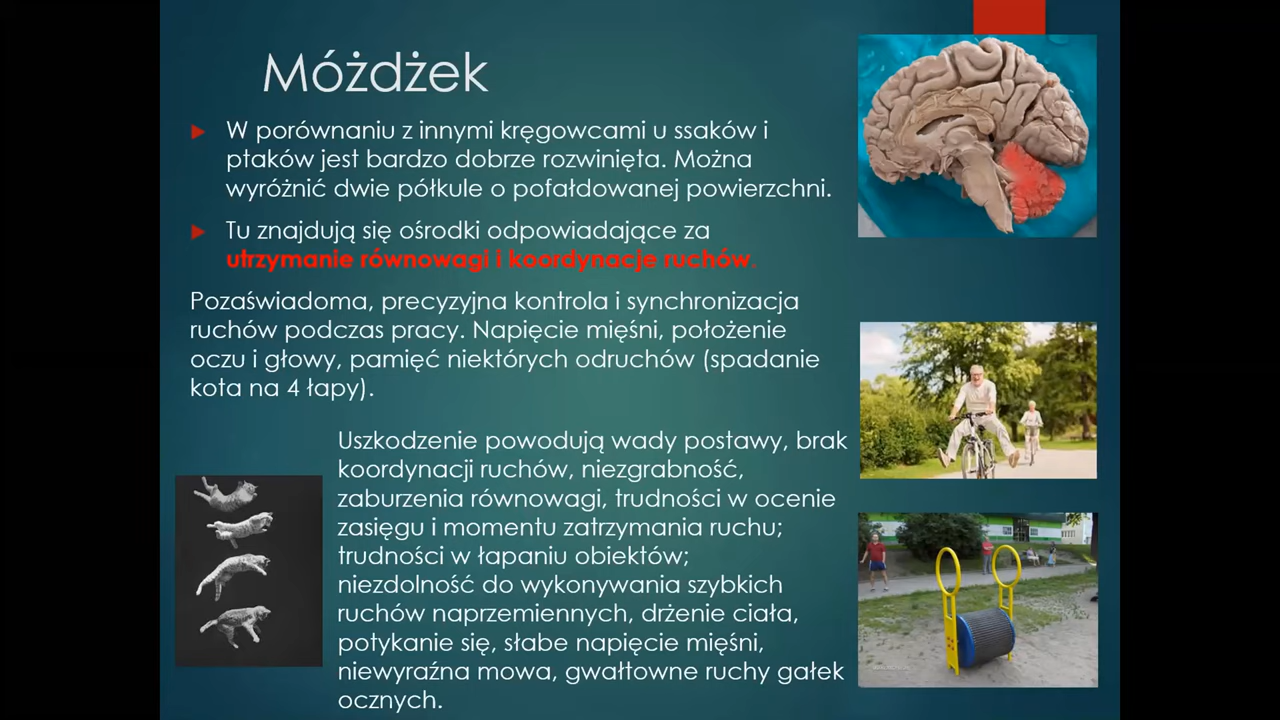 Móżdżek
W porównaniu z innymi kręgowcami u ssaków i
ptaków jest bardzo dobrze rozwinięta. Można
wyróżnić dwie półkule o pofałdowanej powierzchni.
Tu znajdują się ośrodki odpowiadające za
utrzymanie równowagi i koordynacje ruchów.
Pozaświadoma, precyzyjna kontrola i synchronizacja
ruchów podczas pracy. Napięcie mięśni, położenie
oczu i głowy, pamięć niektórych odruchów (spadanie
kota na 4 łapy).
Uszkodzenie powodują wady postawy, brak
koordynacji ruchów, niezgrabność,
zaburzenia równowagi, trudności w ocenie
zasięgu i momentu zatrzymania ruchu;
trudności w łapaniu obiektów;
niezdolność do wykonywania szybkich
ruchów naprzemiennych, drżenie ciała,
potykanie się, słabe napięcie mięśni,
niewyraźna mowa, gwałtowne ruchy gałek
ocznych.